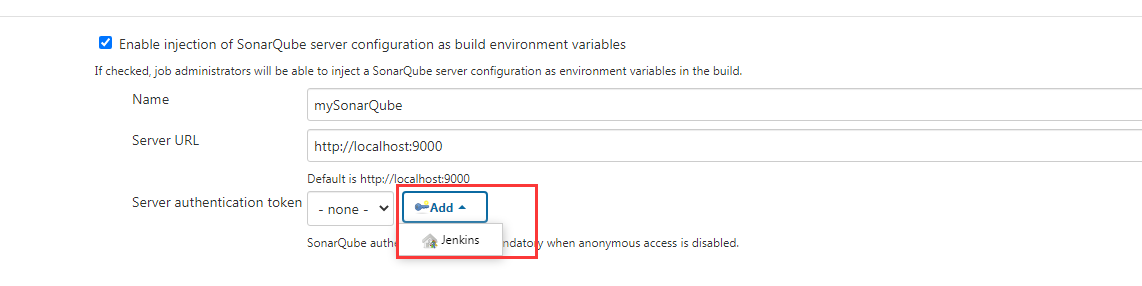 Enable injection of SonarQube server configuration as build environment variables
If checked, job administrators will be able to inject a SonarQube server configuration as environment variables in the build.
Name
mySonarQube
Server URL
http://localhost:9000
Default is http://localhost:9000
Server authentication token
- none -
Add
Jenkins
SonarQube authe ndatory when anonymous access is disabled.